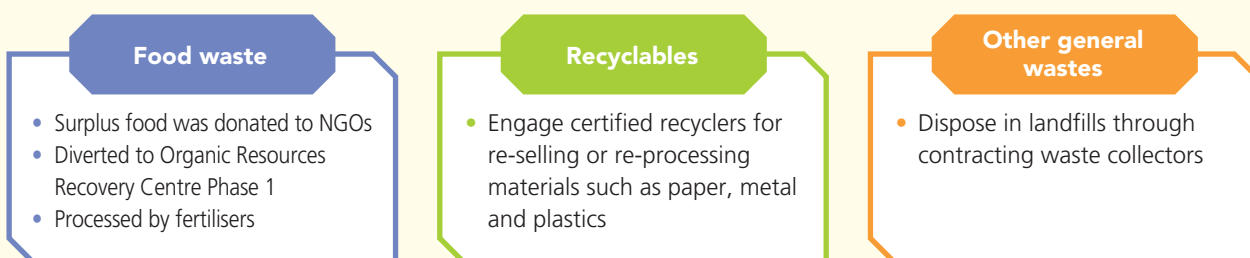 Food waste
• Surplus food was donated to NGOs
• Diverted to Organic Resources
Recovery Centre Phase 1
• Processed by fertilisers
Recyclables
• Engage certified recyclers for
re-selling or re-processing
materials such as paper, metal
and plastics
Other general
wastes
• Dispose in landfills through
contracting waste collectors